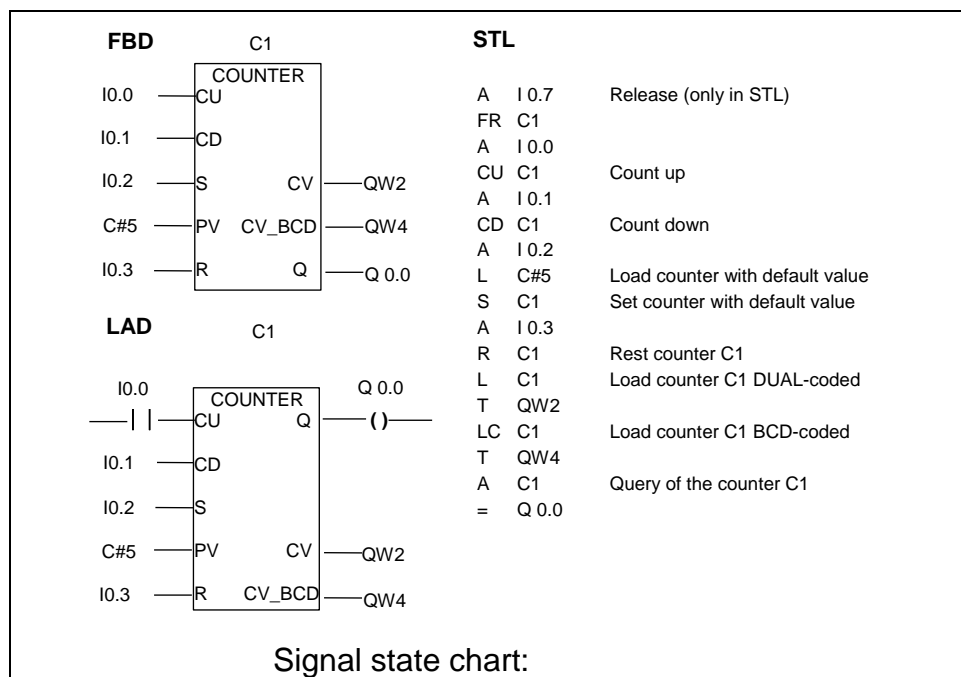 FBD
C1
COUNTER
I0.0 CU
I0.1 CD
I0.2 S CV QW2
C#5 PV CV_BCD QW4
I0.3 R Q Q 0.0
LAD
C1
I0.0 Q 0.0
COUNTER
CU Q ( )
I0.1 CD
I0.2 S
C#5 PV CV QW2
I0.3 R CV_BCD QW4
STL
A I 0.7 Release (only in STL)
FR C1
A I 0.0
CU C1 Count up
A I 0.1
CD C1 Count down
A I 0.2
L C#5 Load counter with default value
S C1 Set counter with default value
A I 0.3
R C1 Rest counter C1
L C1 Load counter C1 DUAL-coded
T QW2
LC C1 Load counter C1 BCD-coded
T QW4
A C1 Query of the counter C1
= Q 0.0
Signal state chart: